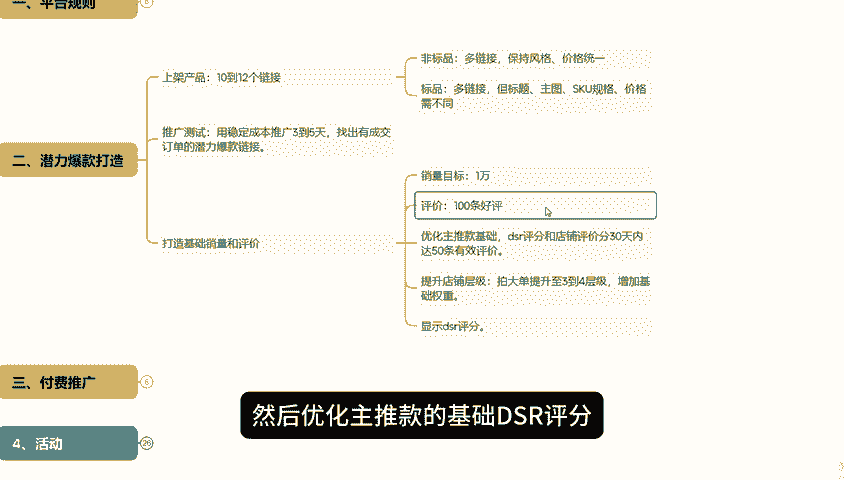 一、平台规则
6
上架产品：10到12个链接
非标品：多链接，保持风格、价格统一
标品：多链接，但标题、主图、SKU规格、价格
需不同
二、潜力爆款打造
推广测试：用稳定成本推广3到5天，找出有成交
订单的潜力爆款链接。
打造基础销量和评价
销量目标：1万
评价：100条好评
优化主推款基础，dsr评分和店铺评价分30天内
达50条有效评价。
提升店铺层级：拍大单提升至3到4层级，增加基
础权重。
显示dsr评分。
三、付费推广
6
4、活动
26
然后优化主推款的基础DSR评分